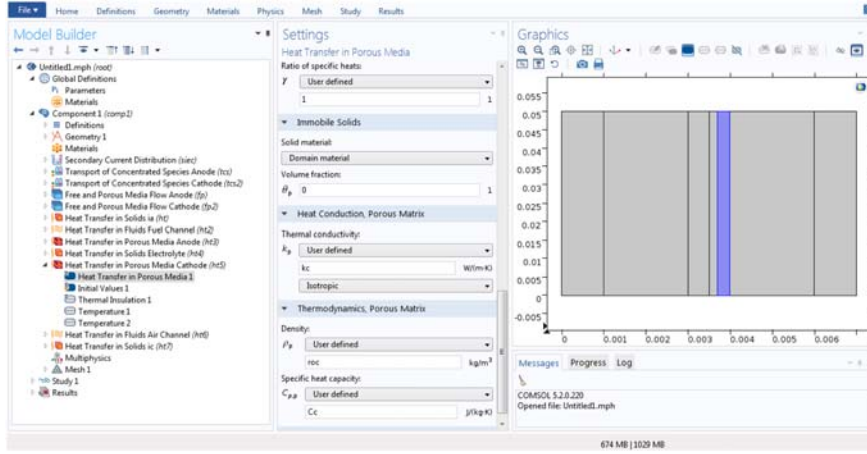 File Home Definitions Geometry Materials Physics Mesh Study Results
Model Builder
Untitled1.mph (root)
Global Definitions
Pi Parameters
Materials
Component 1 (comp1)
Definitions
Geometry 1
Materials
Secondary Current Distribution (siec)
Transport of Concentrated Species Anode (tcs)
Transport of Concentrated Species Cathode (tcs2)
Free and Porous Media Flow Anode (fp)
Free and Porous Media Flow Cathode (fp2)
Heat Transfer in Solids ia (ht)
Heat Transfer in Fluids Fuel Channel (ht2)
Heat Transfer in Porous Media Anode (ht3)
Heat Transfer in Solids Electrolyte (ht4)
Heat Transfer in Porous Media Cathode (ht5)
Heat Transfer in Porous Media 1
Initial Values 1
Thermal Insulation 1
Temperature 1
Temperature 2
Heat Transfer in Fluids Air Channel (ht6)
Heat Transfer in Solids ic (ht7)
Multiphysics
Mesh 1
Study 1
Results
Settings
Heat Transfer in Porous Media
Ratio of specific heats:
γ User defined
1 1
Immobile Solids
Solid material:
Domain material
Volume fraction:
θp 0 1
Heat Conduction, Porous Matrix
Thermal conductivity:
kp User defined
kc W/(m·K)
Isotropic
Thermodynamics, Porous Matrix
Density:
ρp User defined
roc kg/m³
Specific heat capacity:
Cp,p User defined
Cc J/(kg·K)
Graphics
0.055
0.05
0.045
0.04
0.035
0.03
0.025
0.02
0.015
0.01
0.005
0
-0.005
0 0.001 0.002 0.003 0.004 0.005 0.006
Messages Progress Log
COMSOL 5.2.0.220
Opened file: Untitled1.mph
674 MB | 1029 MB